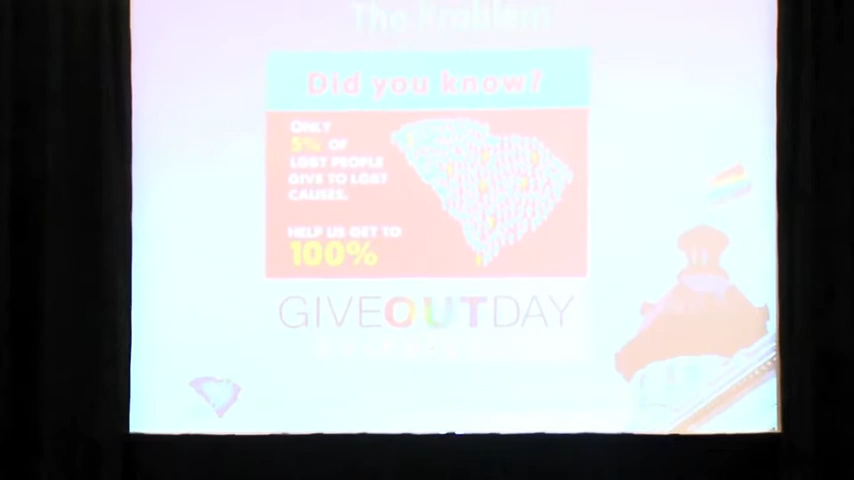 The Problem
Did you know?
ONLY
5% OF
LGBT PEOPLE
GIVE TO LGBT
CAUSES.
HELP US GET TO
100%
GIVEOUTDAY